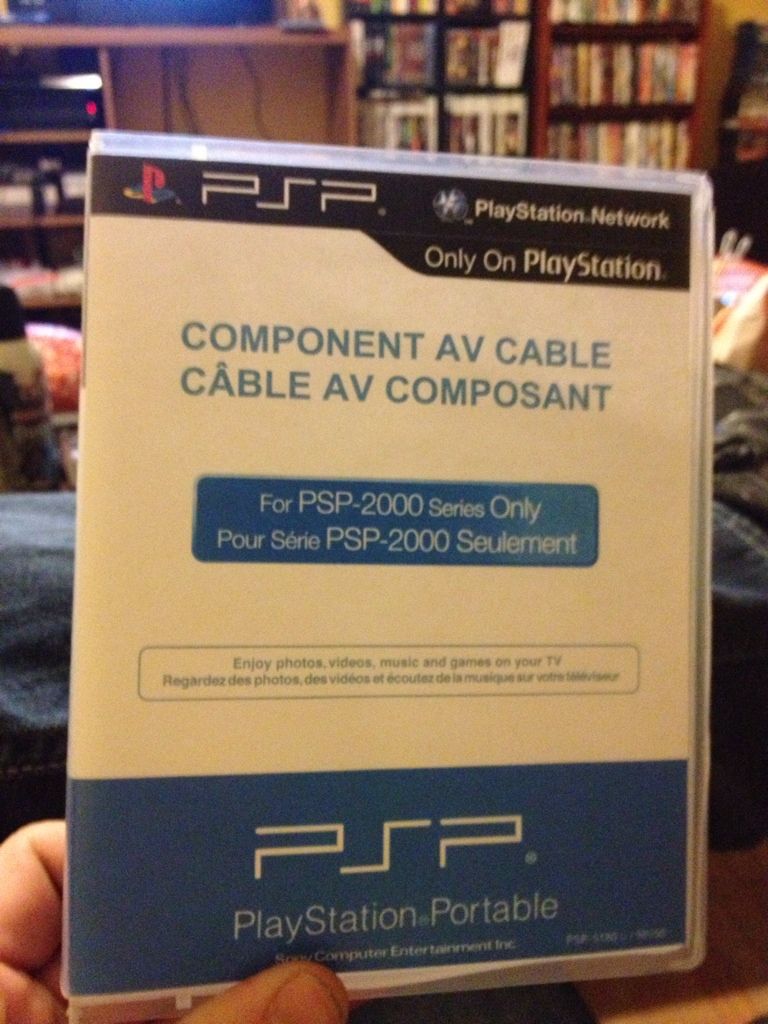 PSP®
PlayStation®Network
Only On PlayStation®
COMPONENT AV CABLE
CÂBLE AV COMPOSANT
For PSP-2000 Series Only
Pour Série PSP-2000 Seulement
Enjoy photos, videos, music and games on your TV
Regardez des photos, des vidéos et écoutez de la musique sur votre téléviseur
PSP®
PlayStation®Portable
Sony Computer Entertainment Inc.